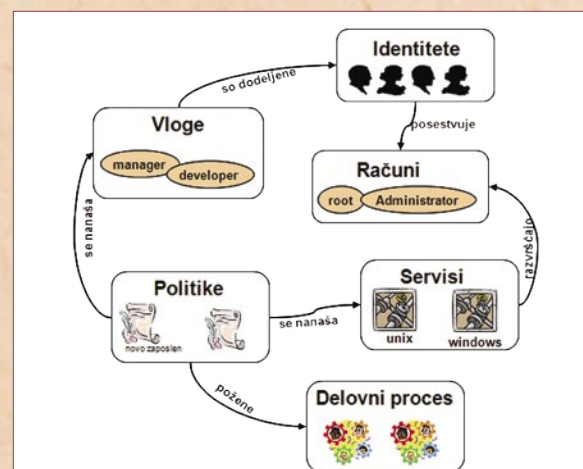 Identitete
so dodeljene
Vloge
manager
developer
posestvuje
Računi
root
Administrator
se nanaša
razvrščajo
Politike
novo zaposlen
se nanaša
Servisi
unix
windows
požene
Delovni proces